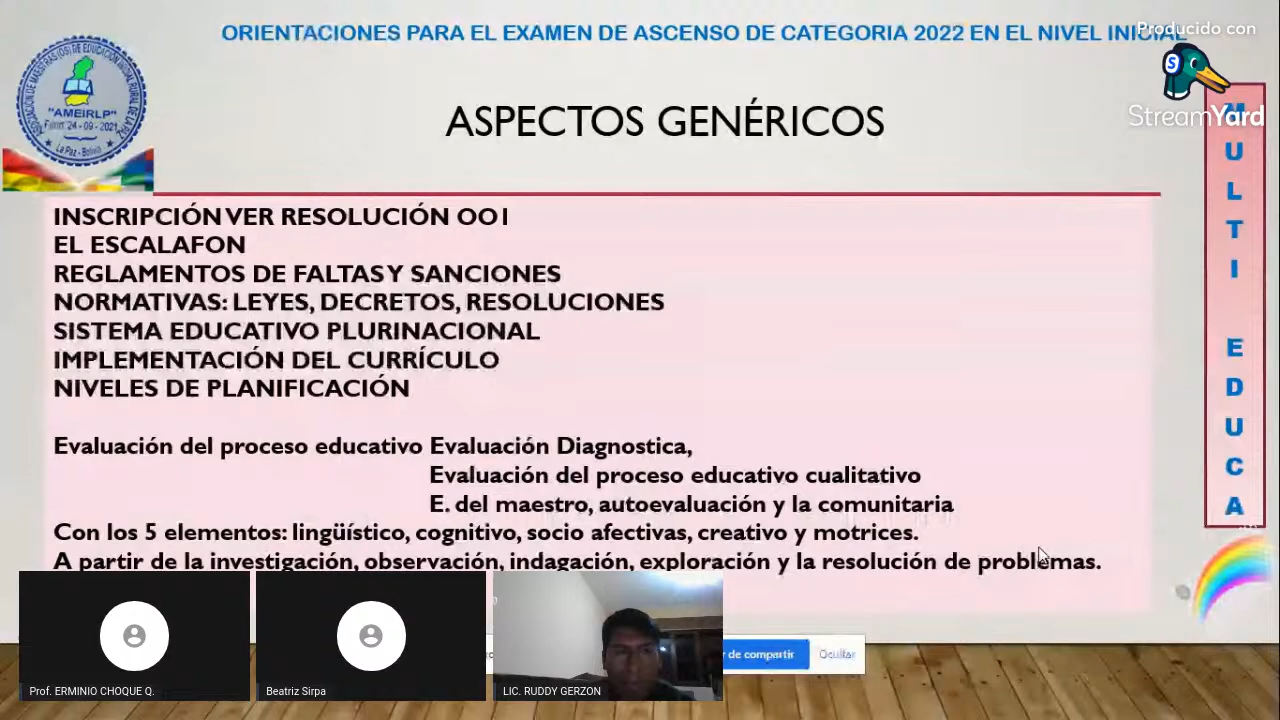 ORIENTACIONES PARA EL EXAMEN DE ASCENSO DE CATEGORIA 2022 EN EL NIVEL INICIAL
Producido con
StreamYard
"AMEIRLP"
La Paz - Bolivia
ASPECTOS GENÉRICOS
INSCRIPCIÓN VER RESOLUCIÓN OO1
EL ESCALAFON
REGLAMENTOS DE FALTAS Y SANCIONES
NORMATIVAS: LEYES, DECRETOS, RESOLUCIONES
SISTEMA EDUCATIVO PLURINACIONAL
IMPLEMENTACIÓN DEL CURRÍCULO
NIVELES DE PLANIFICACIÓN
Evaluación del proceso educativo Evaluación Diagnostica,
Evaluación del proceso educativo cualitativo
E. del maestro, autoevaluación y la comunitaria
Con los 5 elementos: lingüístico, cognitivo, socio afectivas, creativo y motrices.
A partir de la investigación, observación, indagación, exploración y la resolución de problemas.
MULTI EDUCA
de compartir
Ocultar
Prof. ERMINIO CHOQUE Q.
Beatriz Sirpa
LIC. RUDDY GERZON